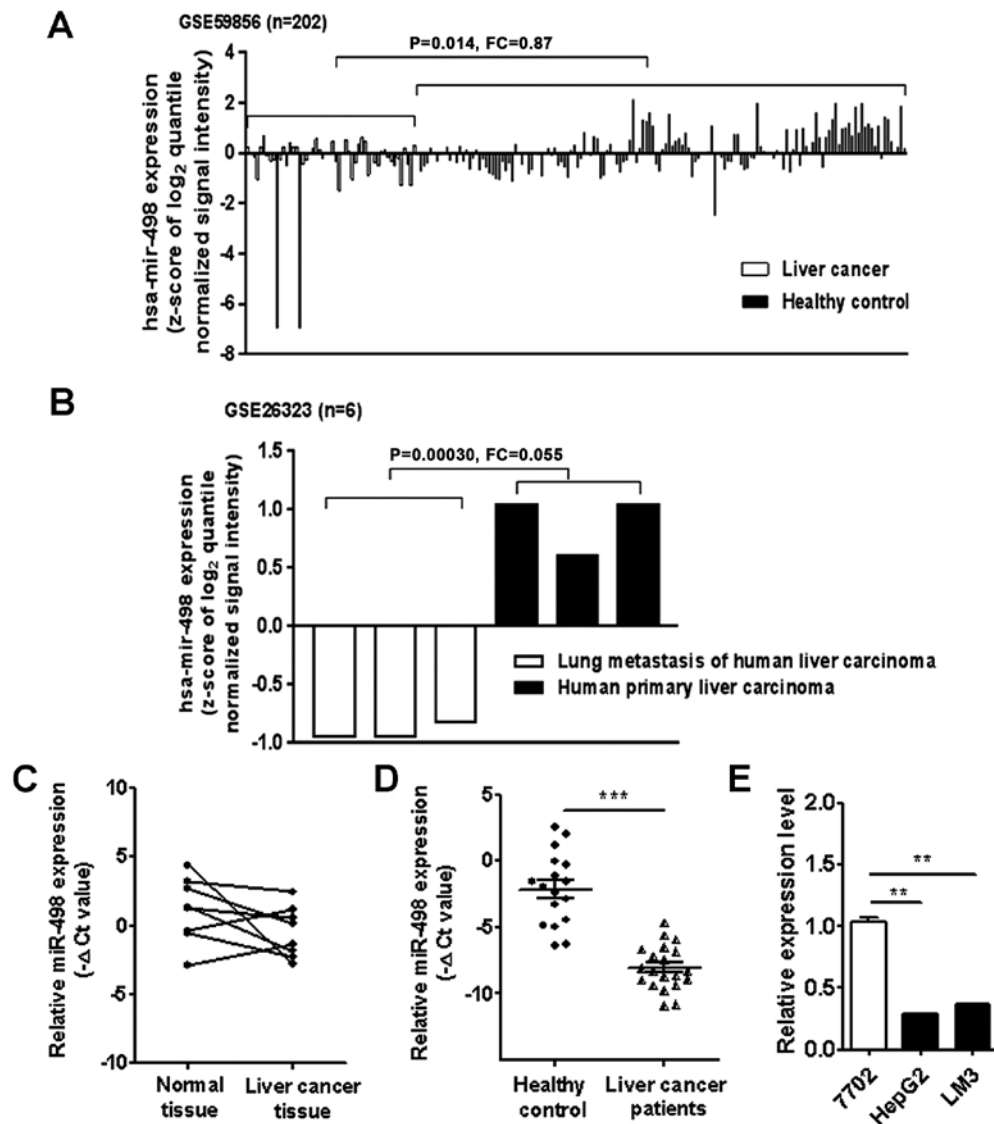 A
GSE59856 (n=202)
P=0.014, FC=0.87
hsa-mir-498 expression
(z-score of log2 quantile
normalized signal intensity)
4
2
0
-2
-4
-6
-8
Liver cancer
Healthy control
B
GSE26323 (n=6)
P=0.00030, FC=0.055
hsa-mir-498 expression
(z-score of log2 quantile
normalized signal intensity)
1.5
1.0
0.5
0.0
-0.5
-1.0
Lung metastasis of human liver carcinoma
Human primary liver carcinoma
C
Relative miR-498 expression
(-Δ Ct value)
10
5
0
-5
-10
Normal
tissue
Liver cancer
tissue
D
Relative miR-498 expression
(-Δ Ct value)
5
0
-5
-10
***
Healthy
control
Liver cancer
patients
E
Relative expression level
2.0
1.5
1.0
0.5
0.0
**
**
7702
HepG2
LM3